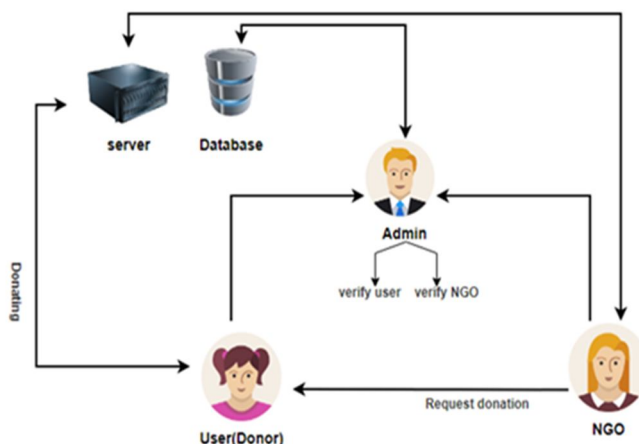 server
Database
Admin
verify user
verify NGO
Donating
Request donation
User(Donor)
NGO